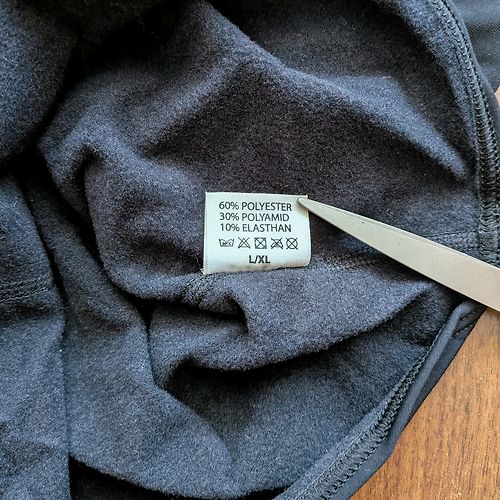 60% POLYESTER
30% POLYAMID
10% ELASTHAN
L/XL